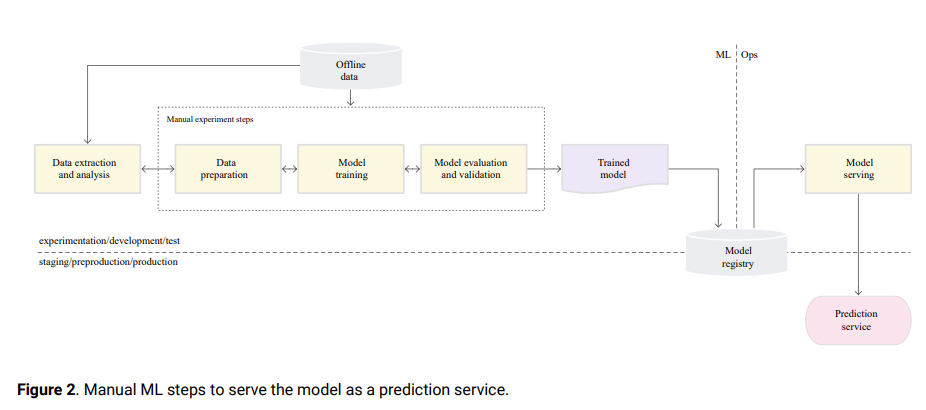 Offline
data
ML
Ops
Manual experiment steps
Data extraction
and analysis
Data
preparation
Model
training
Model evaluation
and validation
Trained
model
Model
serving
experimentation/development/test
staging/preproduction/production
Model
registry
Prediction
service
Figure 2. Manual ML steps to serve the model as a prediction service.